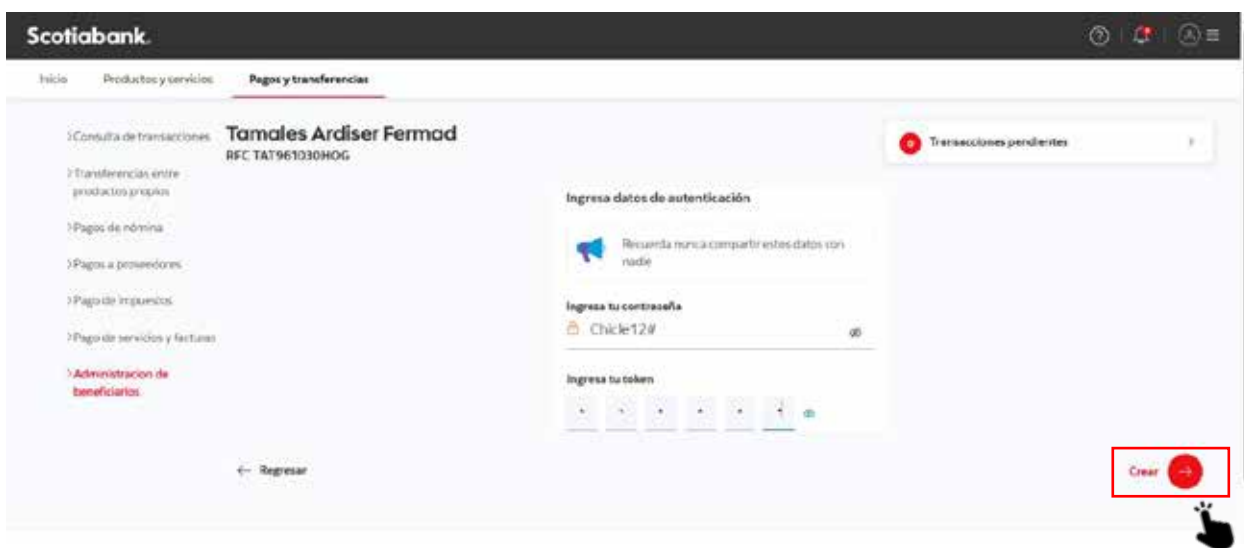 Scotiabank.
Inicio Productos y servicios Pagos y transferencias
Consulta de transacciones
Transferencias entre
productos propios
Pagos de nómina
Pagos a proveedores
Pago de impuestos
Pago de servicios y facturas
Administracion de
beneficiarios
Tamales Ardiser Fermad
RFC TAT961030HOG
Transacciones pendientes
Ingresa datos de autenticación
Recuerda nunca compartir estos datos con
nadie
Ingresa tu contraseña
Chicle12#
Ingresa tu token
Regresar
Crear